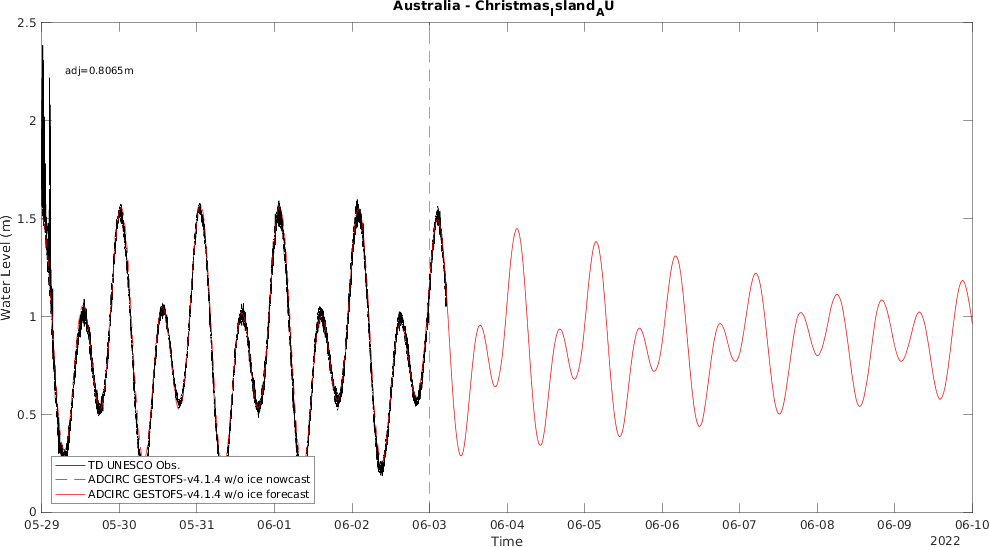 Australia - Christmas_Island_AU
2.5
adj=0.8065m
2
1.5
Water Level (m)
1
0.5
TD UNESCO Obs.
ADCIRC GESTOFS-v4.1.4 w/o ice nowcast
ADCIRC GESTOFS-v4.1.4 w/o ice forecast
0
05-29 05-30 05-31 06-01 06-02 06-03 06-04 06-05 06-06 06-07 06-08 06-09 06-10
Time
2022